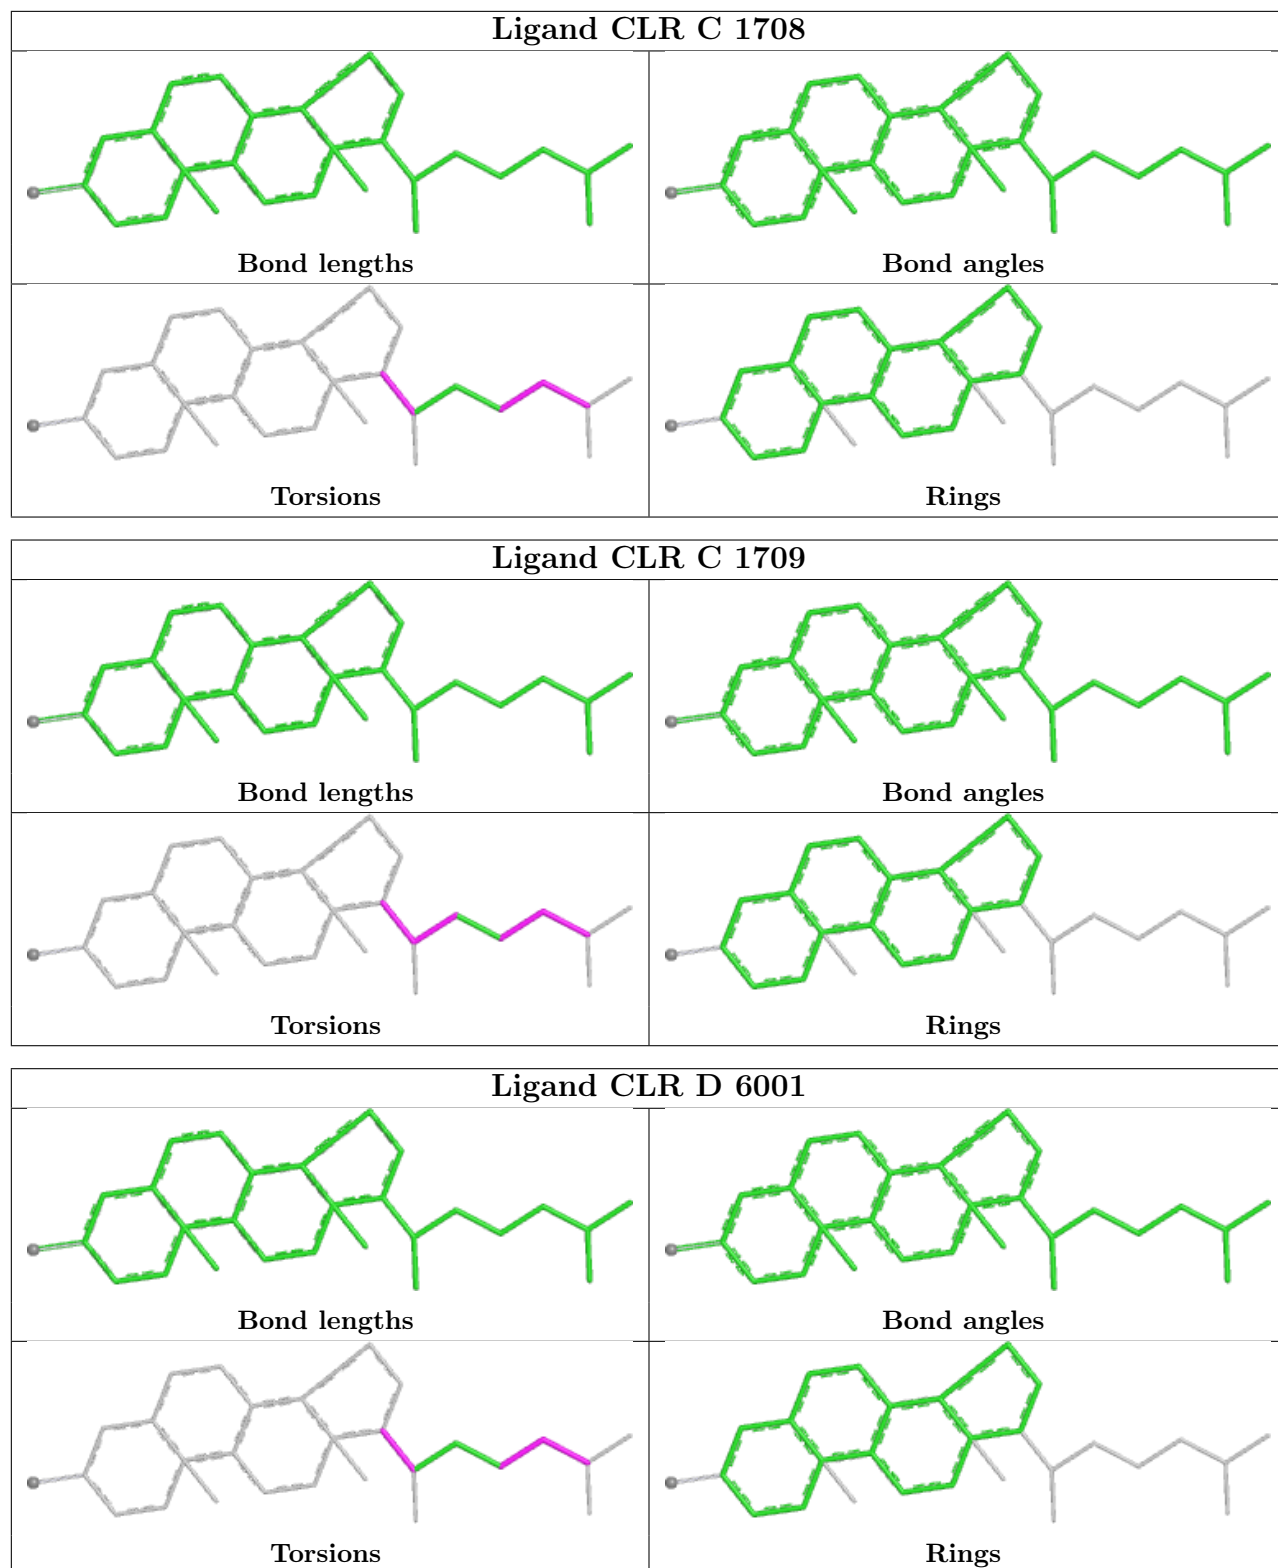 Ligand CLR C 1708
Bond lengths
Bond angles
Torsions
Rings
Ligand CLR C 1709
Bond lengths
Bond angles
Torsions
Rings
Ligand CLR D 6001
Bond lengths
Bond angles
Torsions
Rings